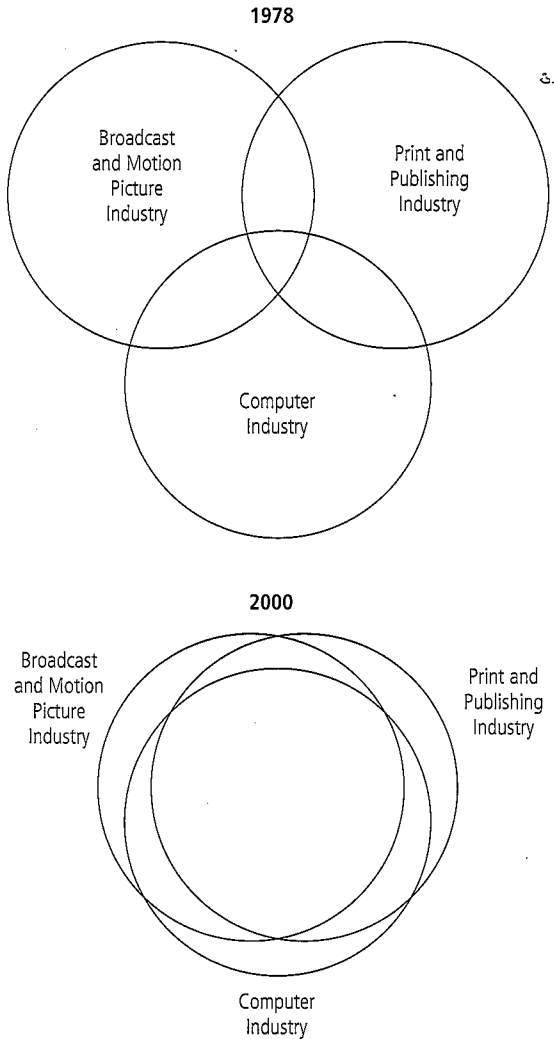 1978
Broadcast
and Motion
Picture
Industry
Print and
Publishing
Industry
Computer
Industry
2000
Broadcast
and Motion
Picture
Industry
Print and
Publishing
Industry
Computer
Industry